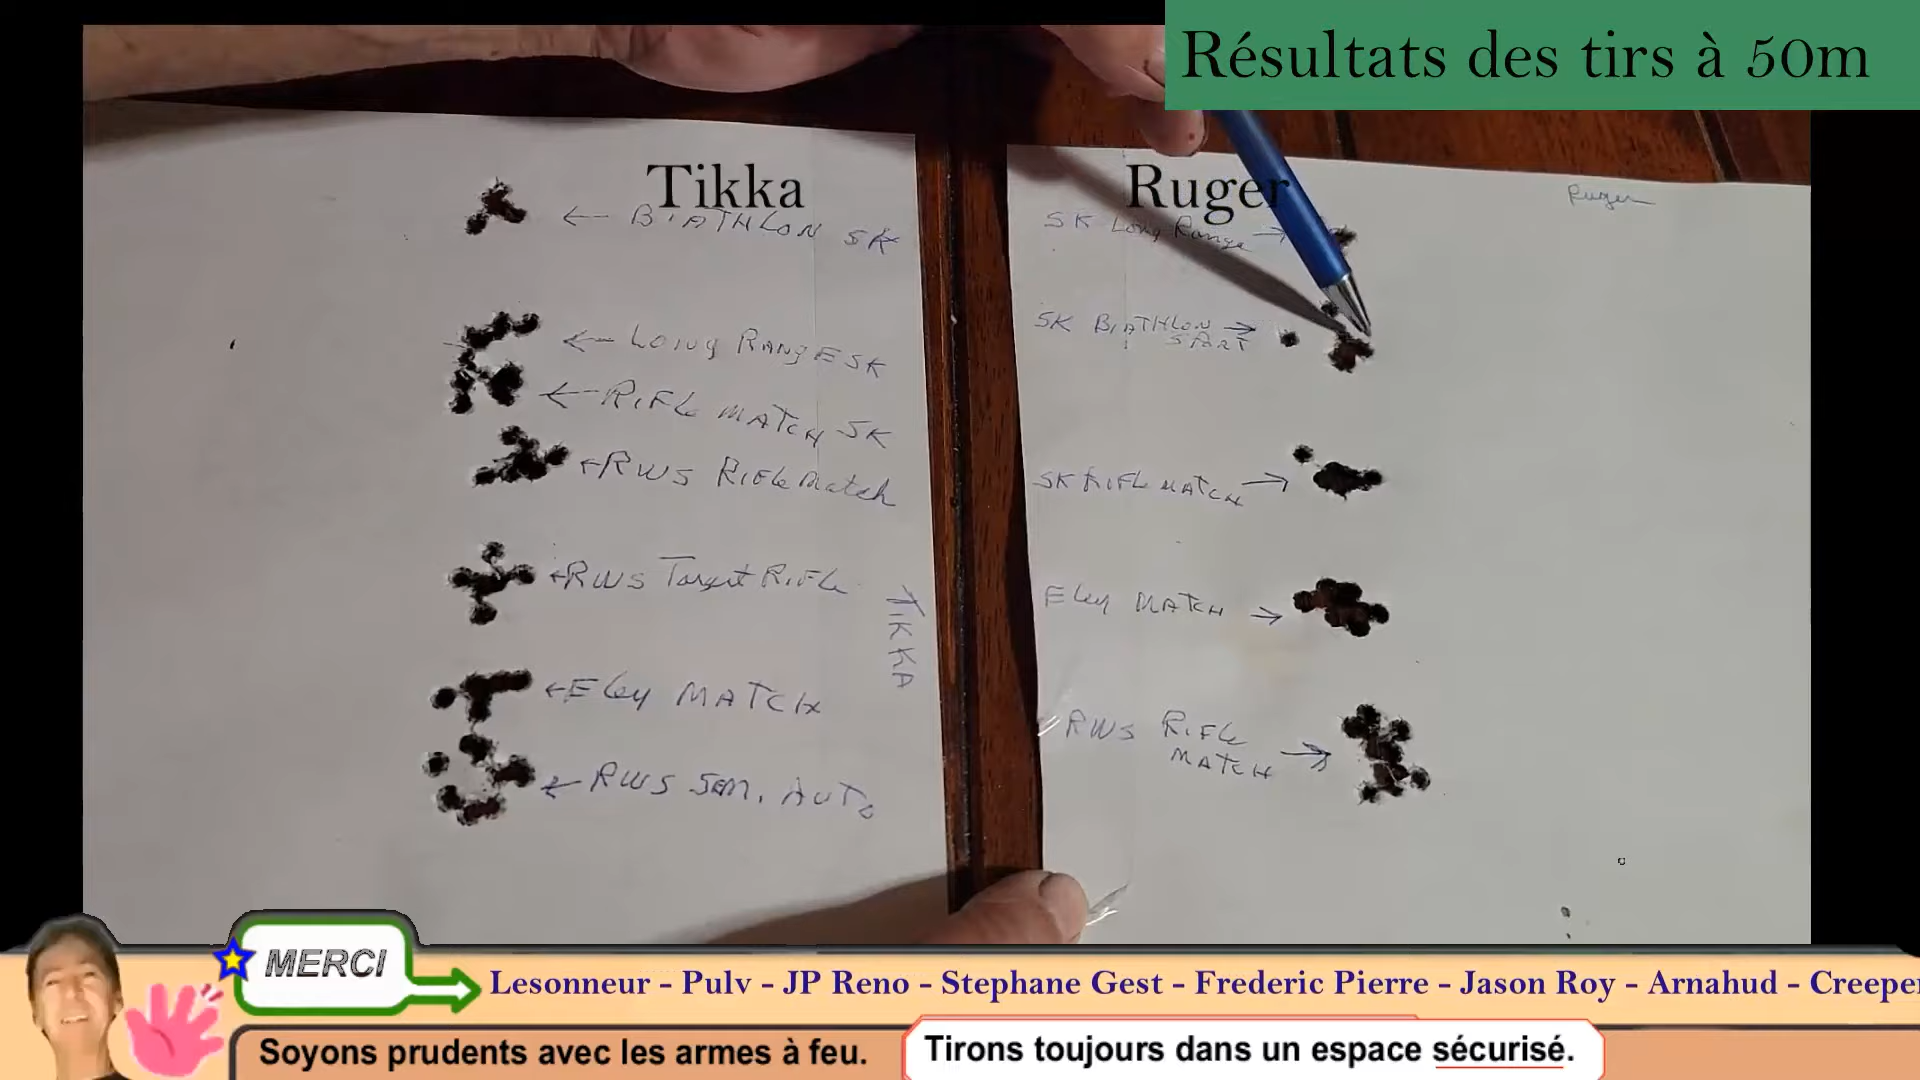 Résultats des tirs à 50m
Tikka
← BIATHLON SK
← LONG RANGE SK
← RIFLE MATCH SK
← RWS RIFLE Match
← RWS Target RIFLE
← ELEY MATCH
← RWS SEM. AUTO
TIKKA
Ruger
Ruger
SK Long Range →
SK BIATHLON →
SPART
SK RIFLE MATCH →
Eley MATCH →
RWS RIFLE
MATCH →
MERCI
Lesonneur - Pulv - JP Reno - Stephane Gest - Frederic Pierre - Jason Roy - Arnahud - Creeper
Soyons prudents avec les armes à feu.
Tirons toujours dans un espace sécurisé.